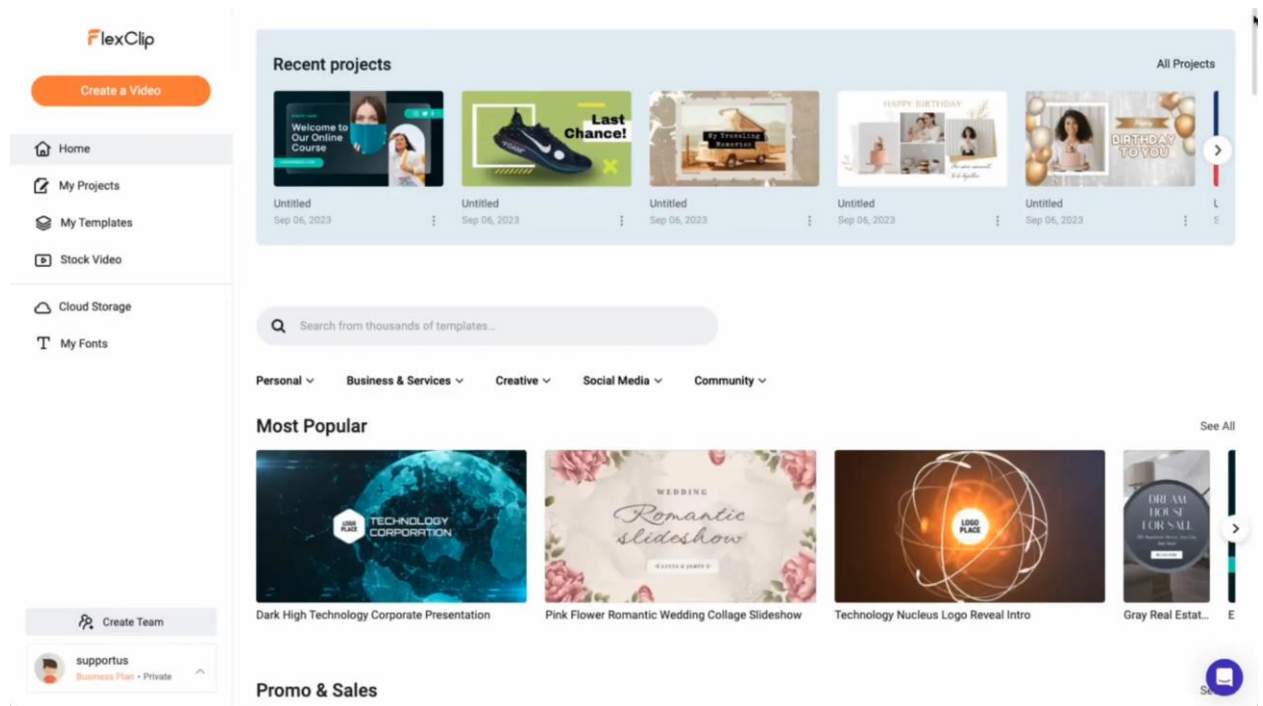 FlexClip
Create a Video
Home
My Projects
My Templates
Stock Video
Cloud Storage
My Fonts
Create Team
supportus
Business Plan • Private
Recent projects
All Projects
Welcome to
Our Online
Course
Last
Chance!
"FOAM"
My Traveling
Memories
HAPPY BIRTHDAY
BIRTHDAY
TO YOU
Untitled
Sep 06, 2023
Untitled
Sep 06, 2023
Untitled
Sep 06, 2023
Untitled
Sep 06, 2023
Untitled
Sep 06, 2023
Search from thousands of templates...
Personal
Business & Services
Creative
Social Media
Community
Most Popular
See All
LOGO
PLACE
TECHNOLOGY
CORPORATION
WEDDING
Romantic
slideshow
LOGO
PLACE
DREAM
HOUSE
FOR SALE
Dark High Technology Corporate Presentation
Pink Flower Romantic Wedding Collage Slideshow
Technology Nucleus Logo Reveal Intro
Gray Real Estat...
E
Promo & Sales